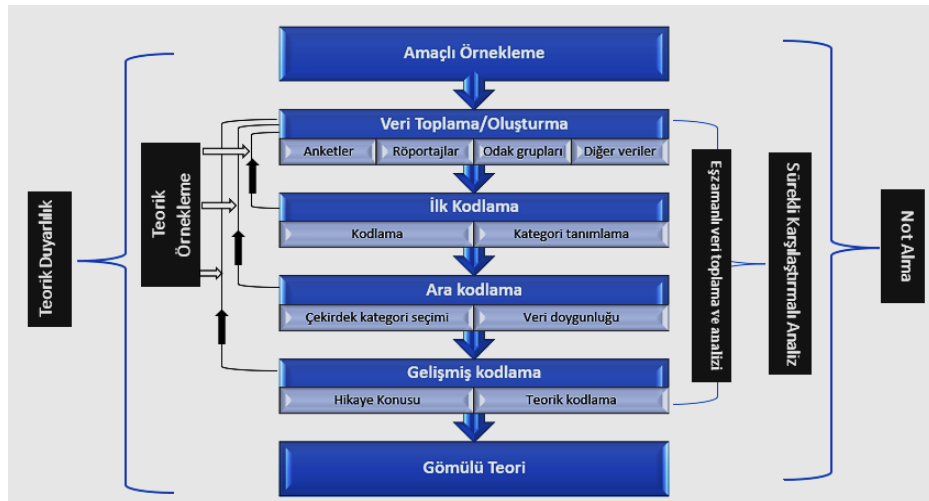 Amaçlı Örnekleme
Veri Toplama/Oluşturma
Anketler
Röportajlar
Odak grupları
Diğer veriler
İlk Kodlama
Kodlama
Kategori tanımlama
Ara kodlama
Çekirdek kategori seçimi
Veri doygunluğu
Gelişmiş kodlama
Hikaye Konusu
Teorik kodlama
Gömülü Teori
Teorik Duyarlılık
Teorik
Örnekleme
Eşzamanlı veri toplama ve analizi
Sürekli Karşılaştırmalı Analiz
Not Alma